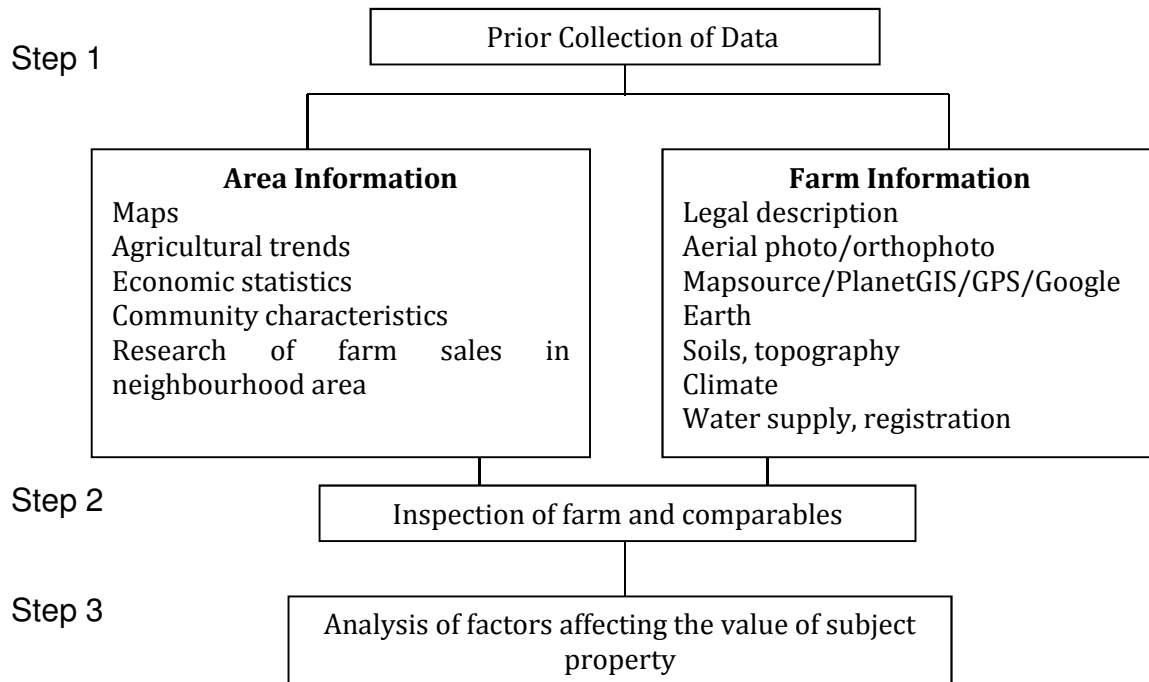 Step 1
Prior Collection of Data
Area Information
Maps
Agricultural trends
Economic statistics
Community characteristics
Research of farm sales in
neighbourhood area
Farm Information
Legal description
Aerial photo/orthophoto
Mapsource/PlanetGIS/GPS/Google
Earth
Soils, topography
Climate
Water supply, registration
Step 2
Inspection of farm and comparables
Step 3
Analysis of factors affecting the value of subject
property